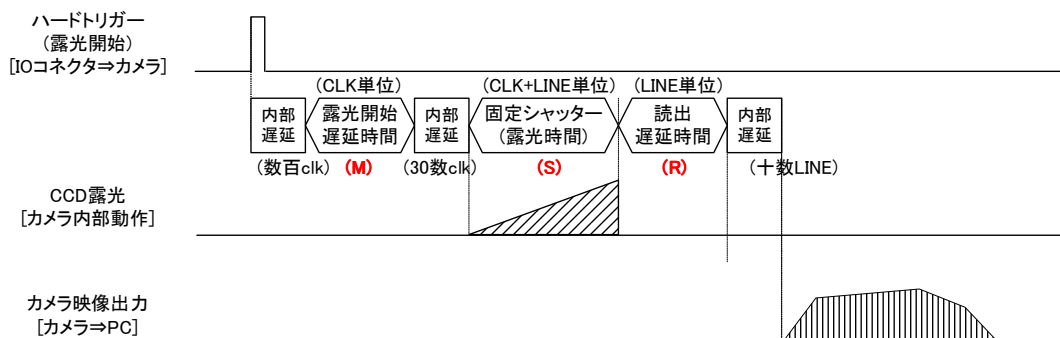 ハードトリガー
(露光開始)
[IOコネクタ⇒カメラ]
(CLK単位)
(CLK+LINE単位)
(LINE単位)
内部
遅延
露光開始
遅延時間
内部
遅延
固定シャッター
(露光時間)
読出
遅延時間
内部
遅延
(数百clk)
(M)
(30数clk)
(S)
(R)
(十数LINE)
CCD露光
[カメラ内部動作]
カメラ映像出力
[カメラ⇒PC]